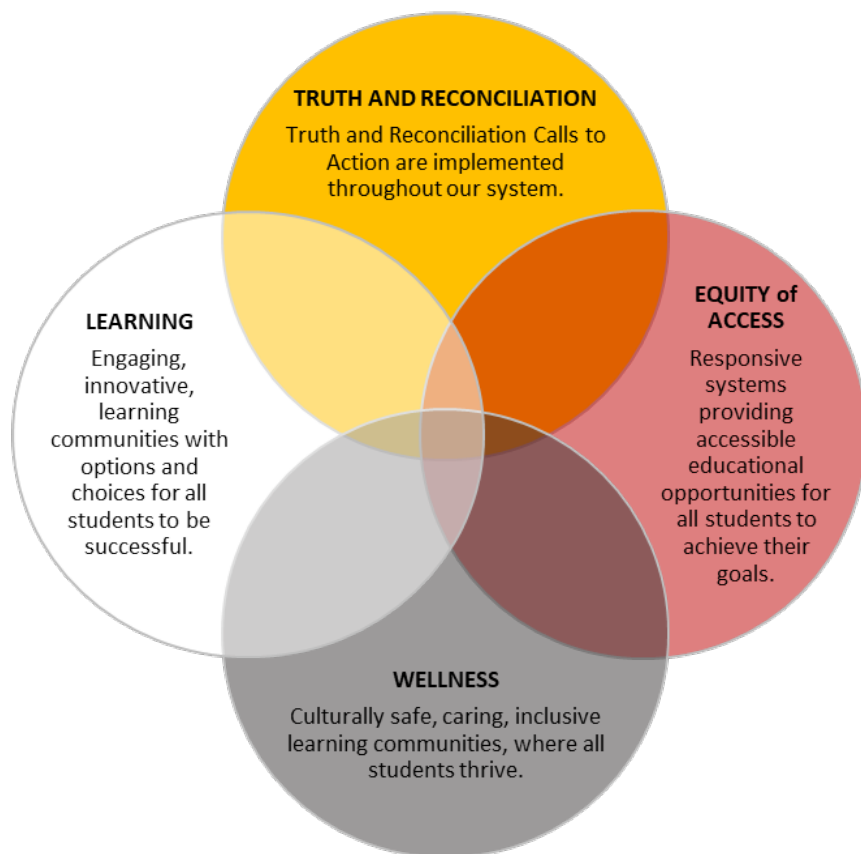 TRUTH AND RECONCILIATION
Truth and Reconciliation Calls to
Action are implemented
throughout our system.
LEARNING
Engaging,
innovative,
learning
communities with
options and
choices for all
students to be
successful.
EQUITY of
ACCESS
Responsive
systems
providing
accessible
educational
opportunities for
all students to
achieve their
goals.
WELLNESS
Culturally safe, caring, inclusive
learning communities, where all
students thrive.